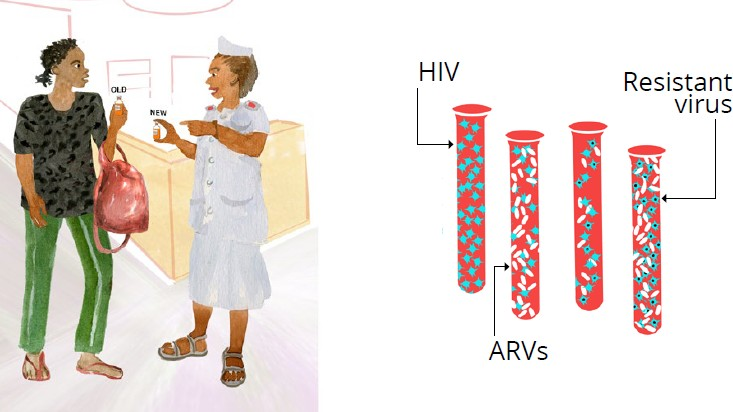 OLD
NEW
HIV
Resistant
virus
ARVs